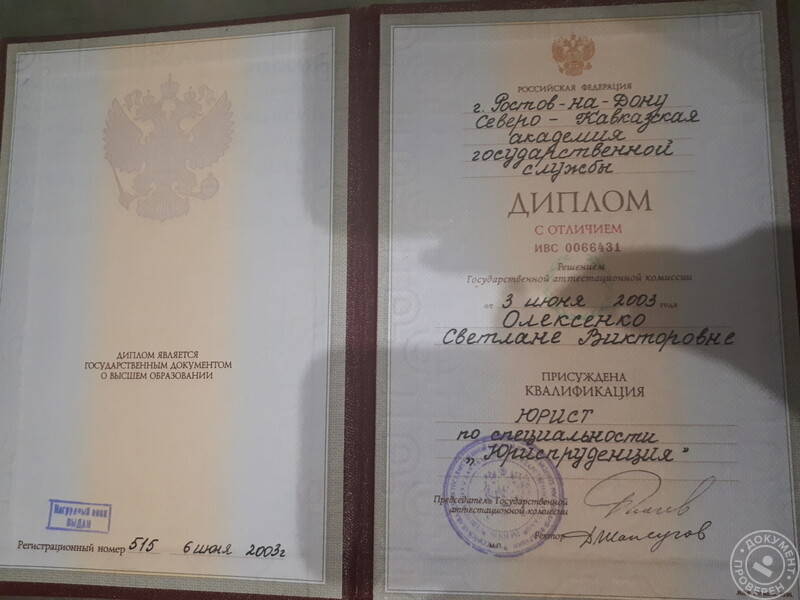 ДИПЛОМ ЯВЛЯЕТСЯ
ГОСУДАРСТВЕННЫМ ДОКУМЕНТОМ
О ВЫСШЕМ ОБРАЗОВАНИИ
Нагрудный знак
ВЫДАН
Регистрационный номер 515 6 июня 2003г
РОССИЙСКАЯ ФЕДЕРАЦИЯ
г. Ростов-на-Дону
Северо-Кавказская
академия
государственной
службы
ДИПЛОМ
С ОТЛИЧИЕМ
ИВС 0066431
Решением
Государственной аттестационной комиссии
от 3 июня 2003 года
Олексенко
Светлане Викторовне
ПРИСУЖДЕНА
КВАЛИФИКАЦИЯ
ЮРИСТ
по специальности
„Юриспруденция"
Председатель Государственной
аттестационной комиссии
Ректор
М.П.
ДОКУМЕНТ ПРОВЕРЕН